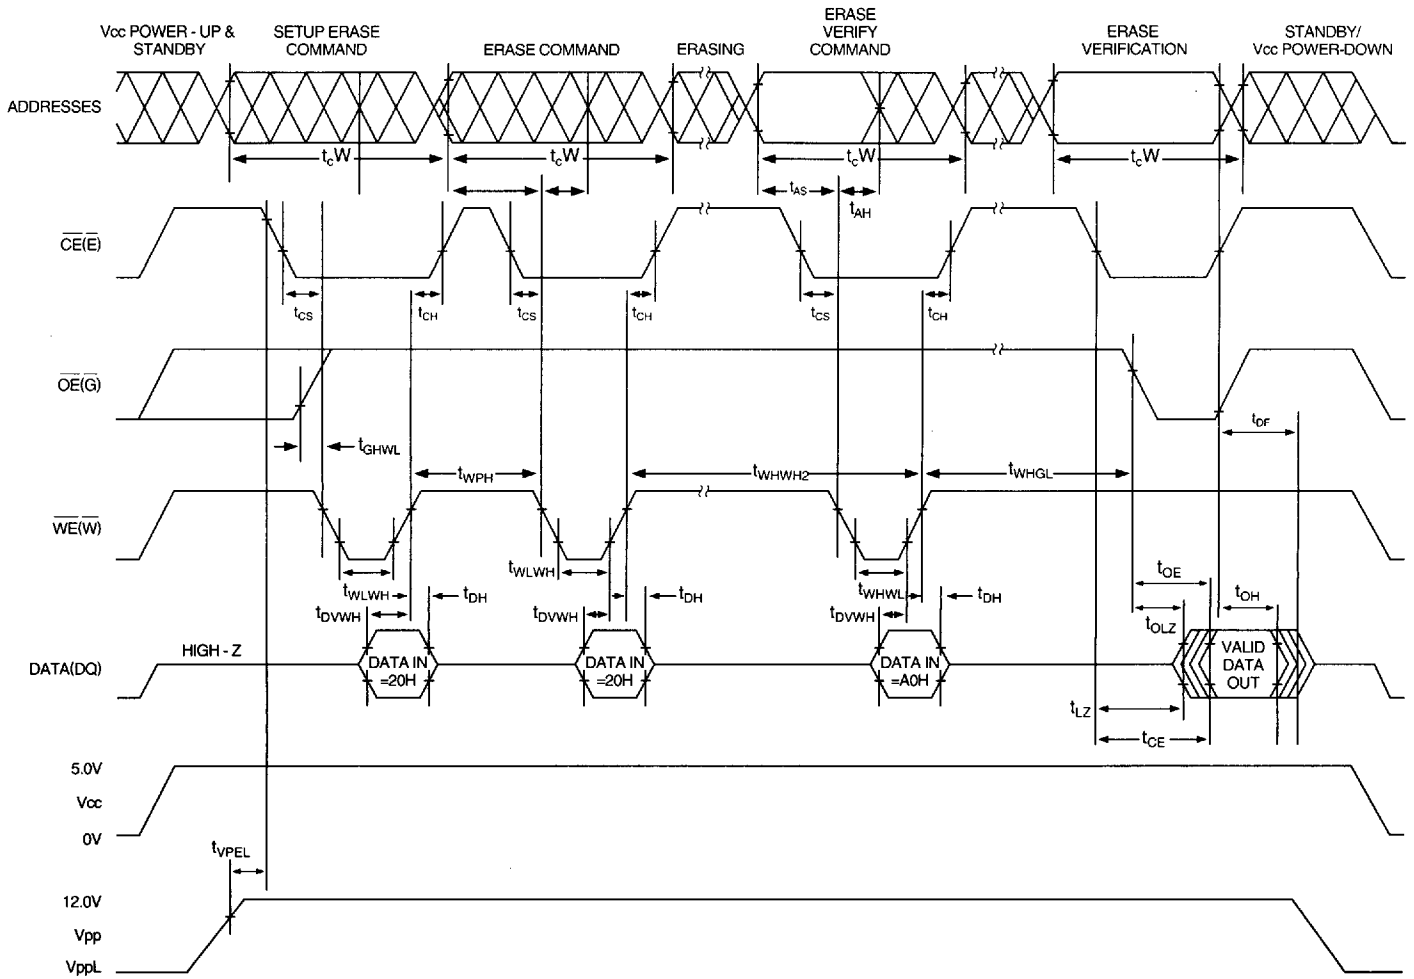 Vcc POWER - UP &
STANDBY
SETUP ERASE
COMMAND
ERASE COMMAND
ERASING
ERASE
VERIFY
COMMAND
ERASE
VERIFICATION
STANDBY/
Vcc POWER-DOWN
ADDRESSES
tcW
tcW
tcW
tcW
tAS
tAH
CE(E)
tCS
tCH
tCS
tCH
tCS
tCH
OE(G)
tGHWL
tDF
tWPH
tWHWH2
tWHGL
WE(W)
tWLWH
tDH
tWLWH
tDH
tWHWL
tDH
tOE
tOH
tDVWH
tDVWH
tDVWH
tOLZ
HIGH - Z
DATA(DQ)
DATA IN
=20H
DATA IN
=20H
DATA IN
=A0H
VALID
DATA
OUT
tLZ
tCE
5.0V
Vcc
0V
tVPEL
12.0V
Vpp
VppL